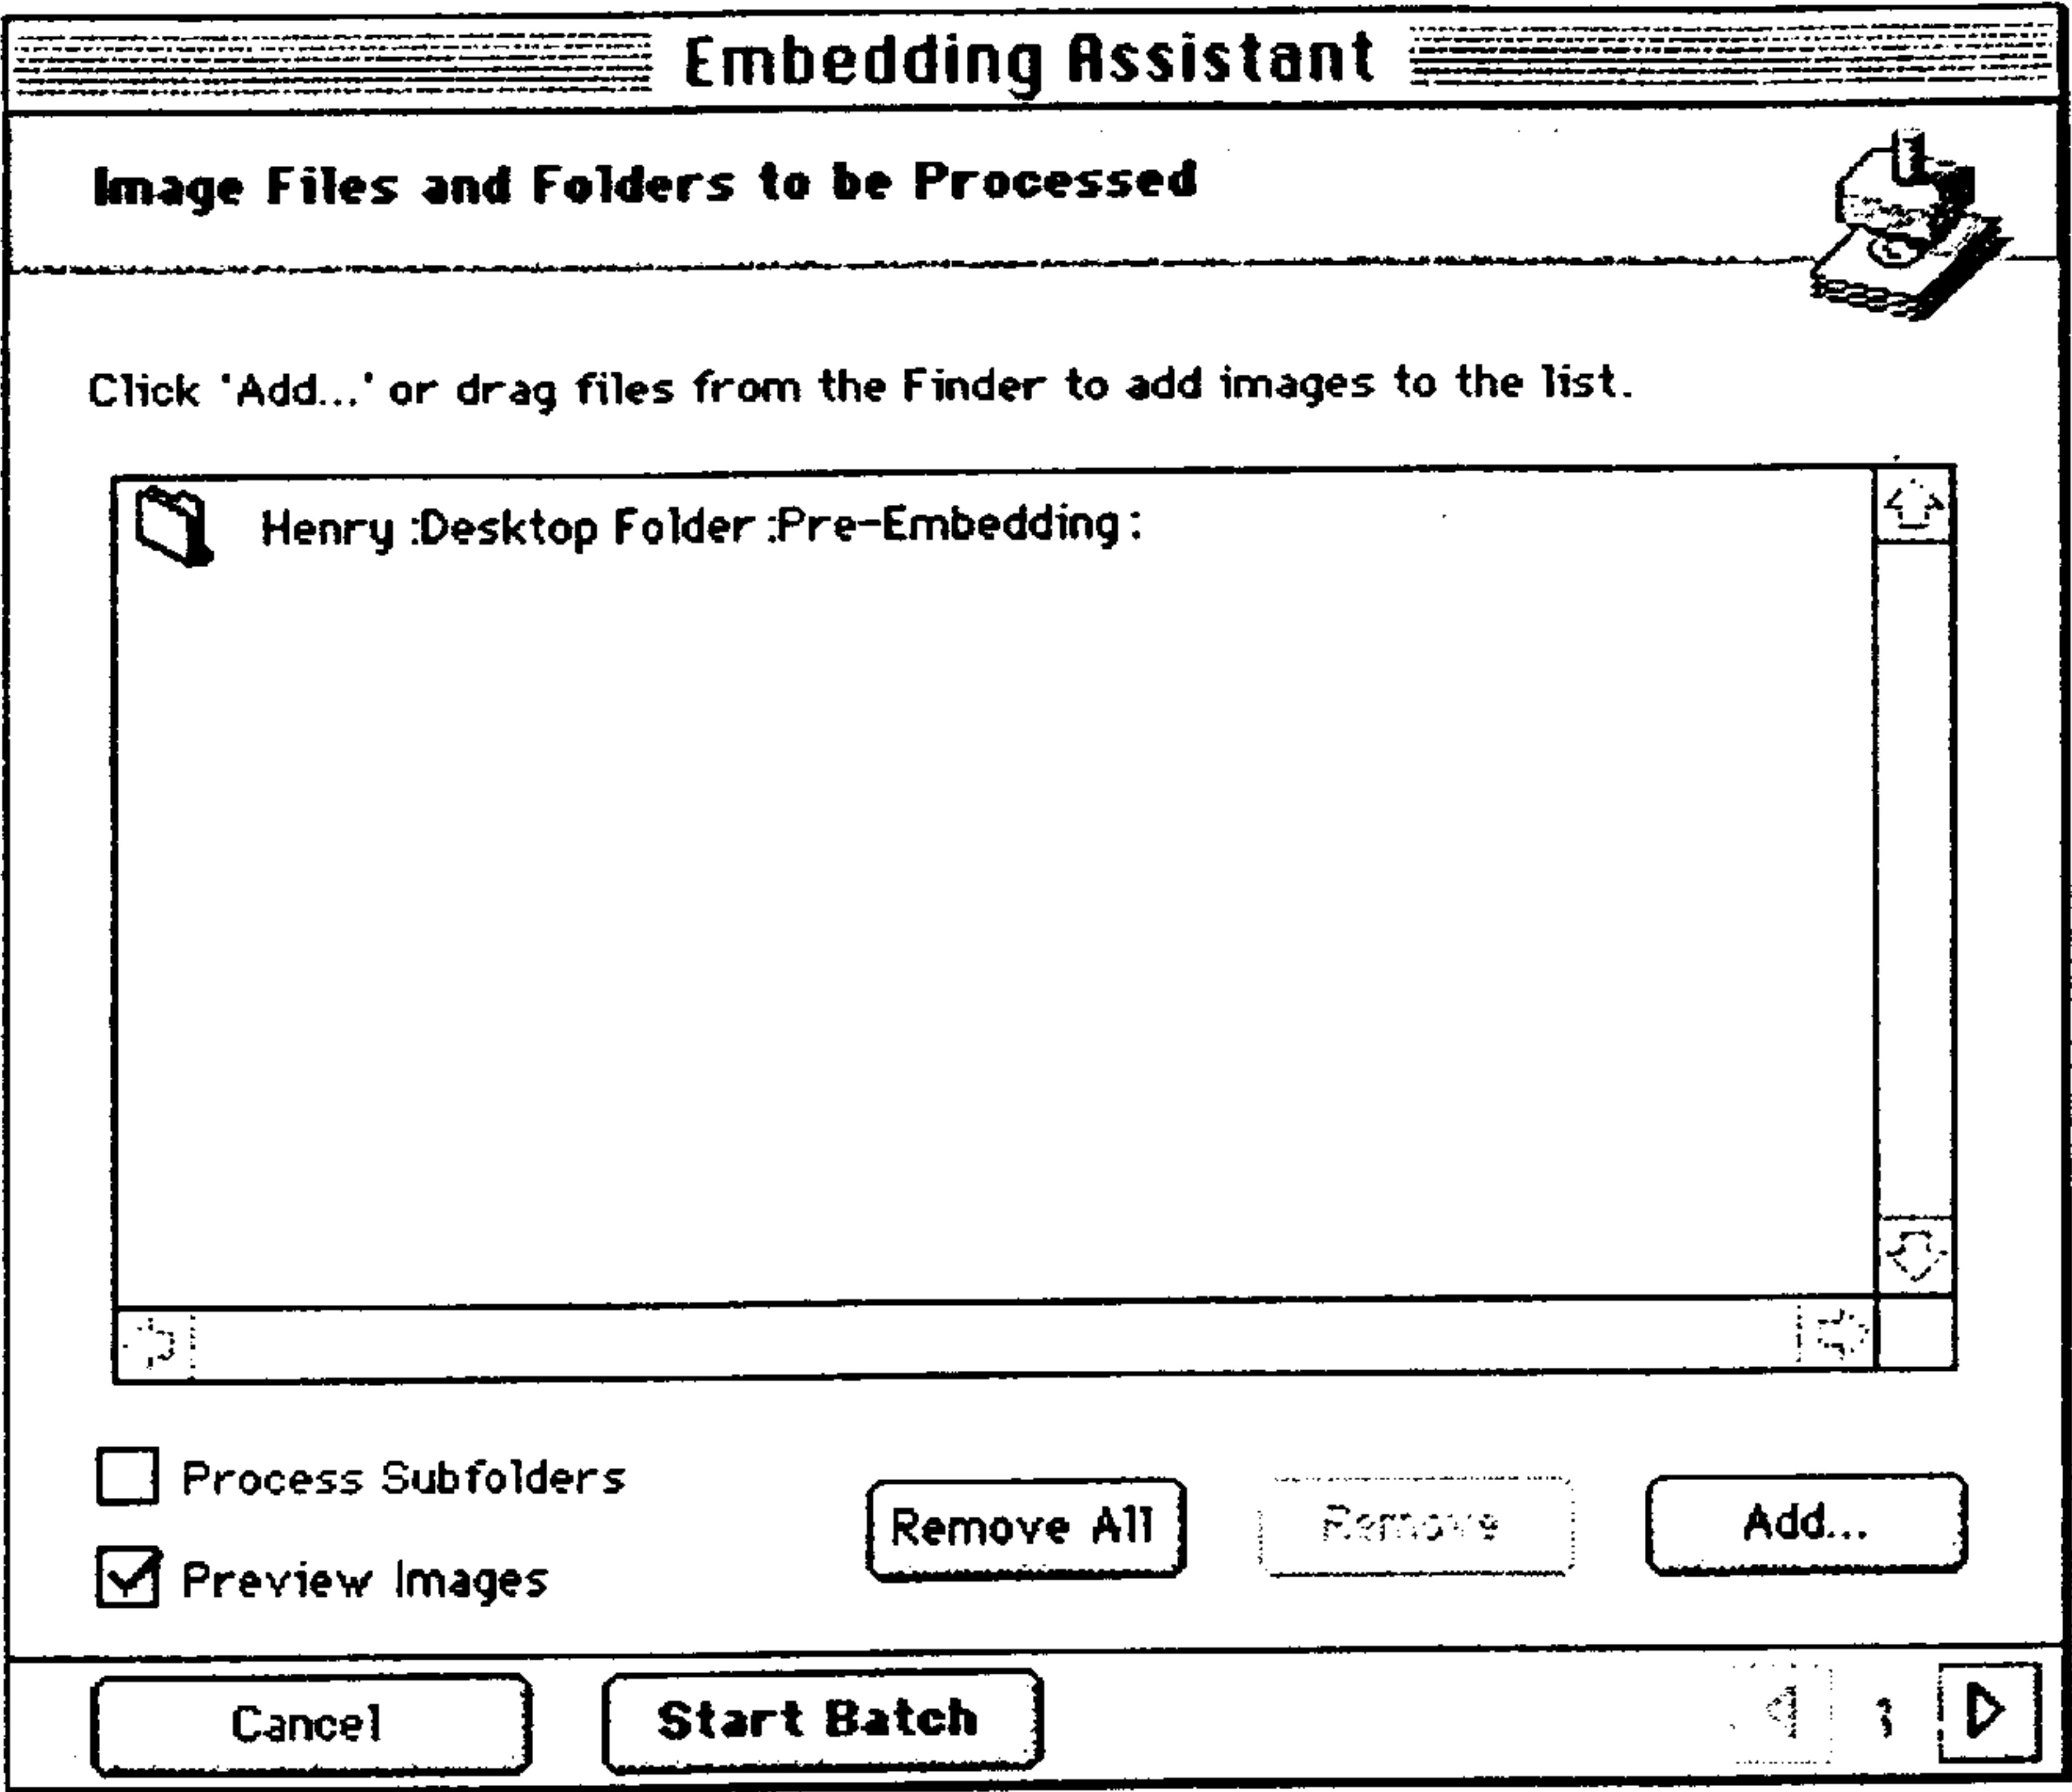 Embedding Assistant
Image Files and Folders to be Processed
Click 'Add...' or drag files from the Finder to add images to the list.
Henry :Desktop Folder :Pre-Embedding :
Process Subfolders
Remove All
Remove
Add...
Preview Images
Cancel
Start Batch